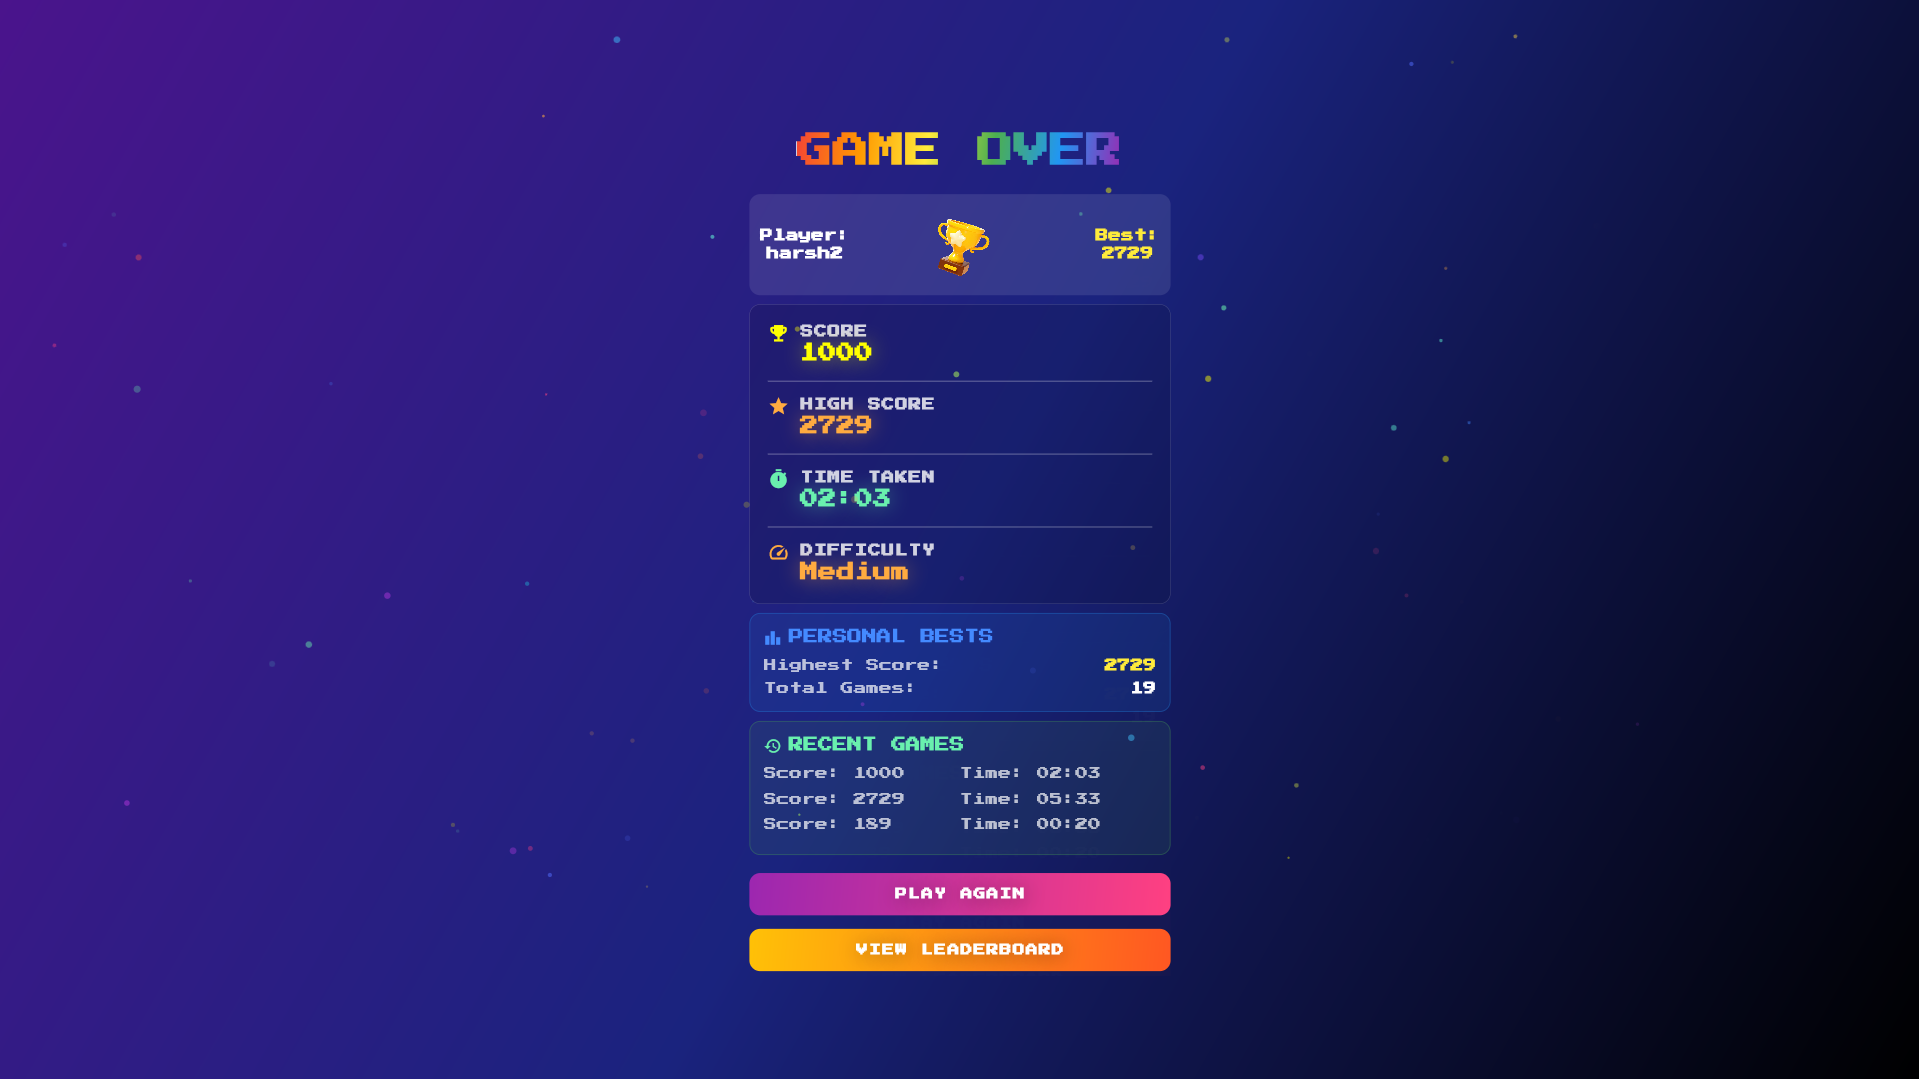 GAME OVER
Player:
harsh2
Best:
2729
SCORE
1000
HIGH SCORE
2729
TIME TAKEN
02:03
DIFFICULTY
Medium
PERSONAL BESTS
Highest Score: 2729
Total Games: 19
RECENT GAMES
Score: 1000 Time: 02:03
Score: 2729 Time: 05:33
Score: 189 Time: 00:20
PLAY AGAIN
VIEW LEADERBOARD